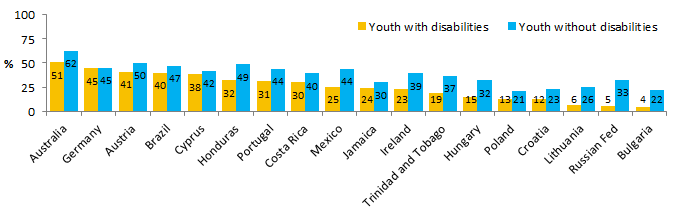 100
75
% 50
25
0
Youth with disabilities Youth without disabilities
51 62 45 45 41 50 40 47 38 42 32 49 31 44 30 40 25 44 24 30 23 39 19 37 15 32 13 21 12 23 6 26 5 33 4 22
Australia
Germany
Austria
Brazil
Cyprus
Honduras
Portugal
Costa Rica
Mexico
Jamaica
Ireland
Trinidad and Tobago
Hungary
Poland
Croatia
Lithuania
Russian Fed
Bulgaria